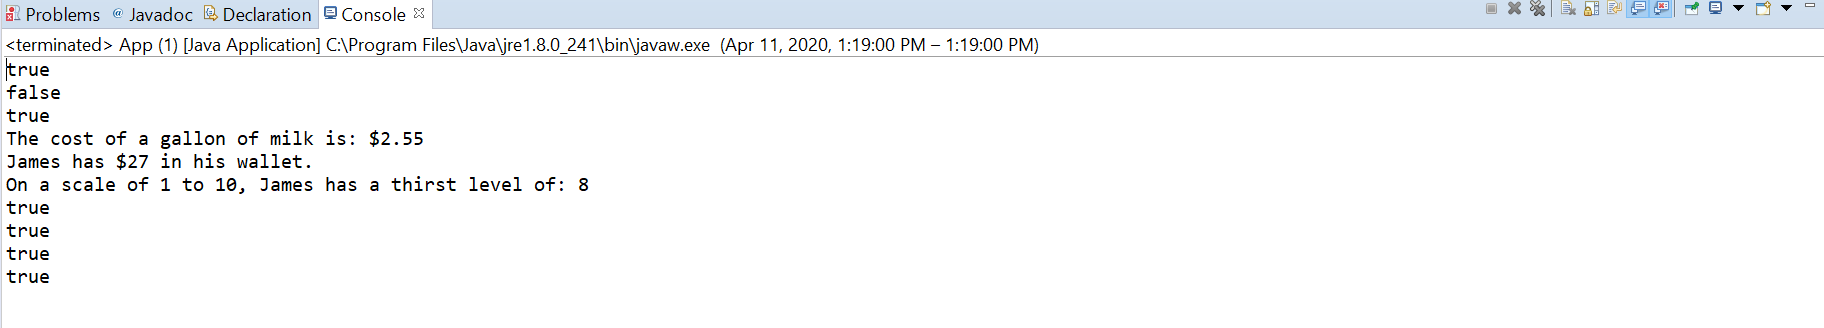 Problems @ Javadoc Declaration Console
<terminated> App (1) [Java Application] C:\Program Files\Java\jre1.8.0_241\bin\javaw.exe (Apr 11, 2020, 1:19:00 PM – 1:19:00 PM)
true
false
true
The cost of a gallon of milk is: $2.55
James has $27 in his wallet.
On a scale of 1 to 10, James has a thirst level of: 8
true
true
true
true